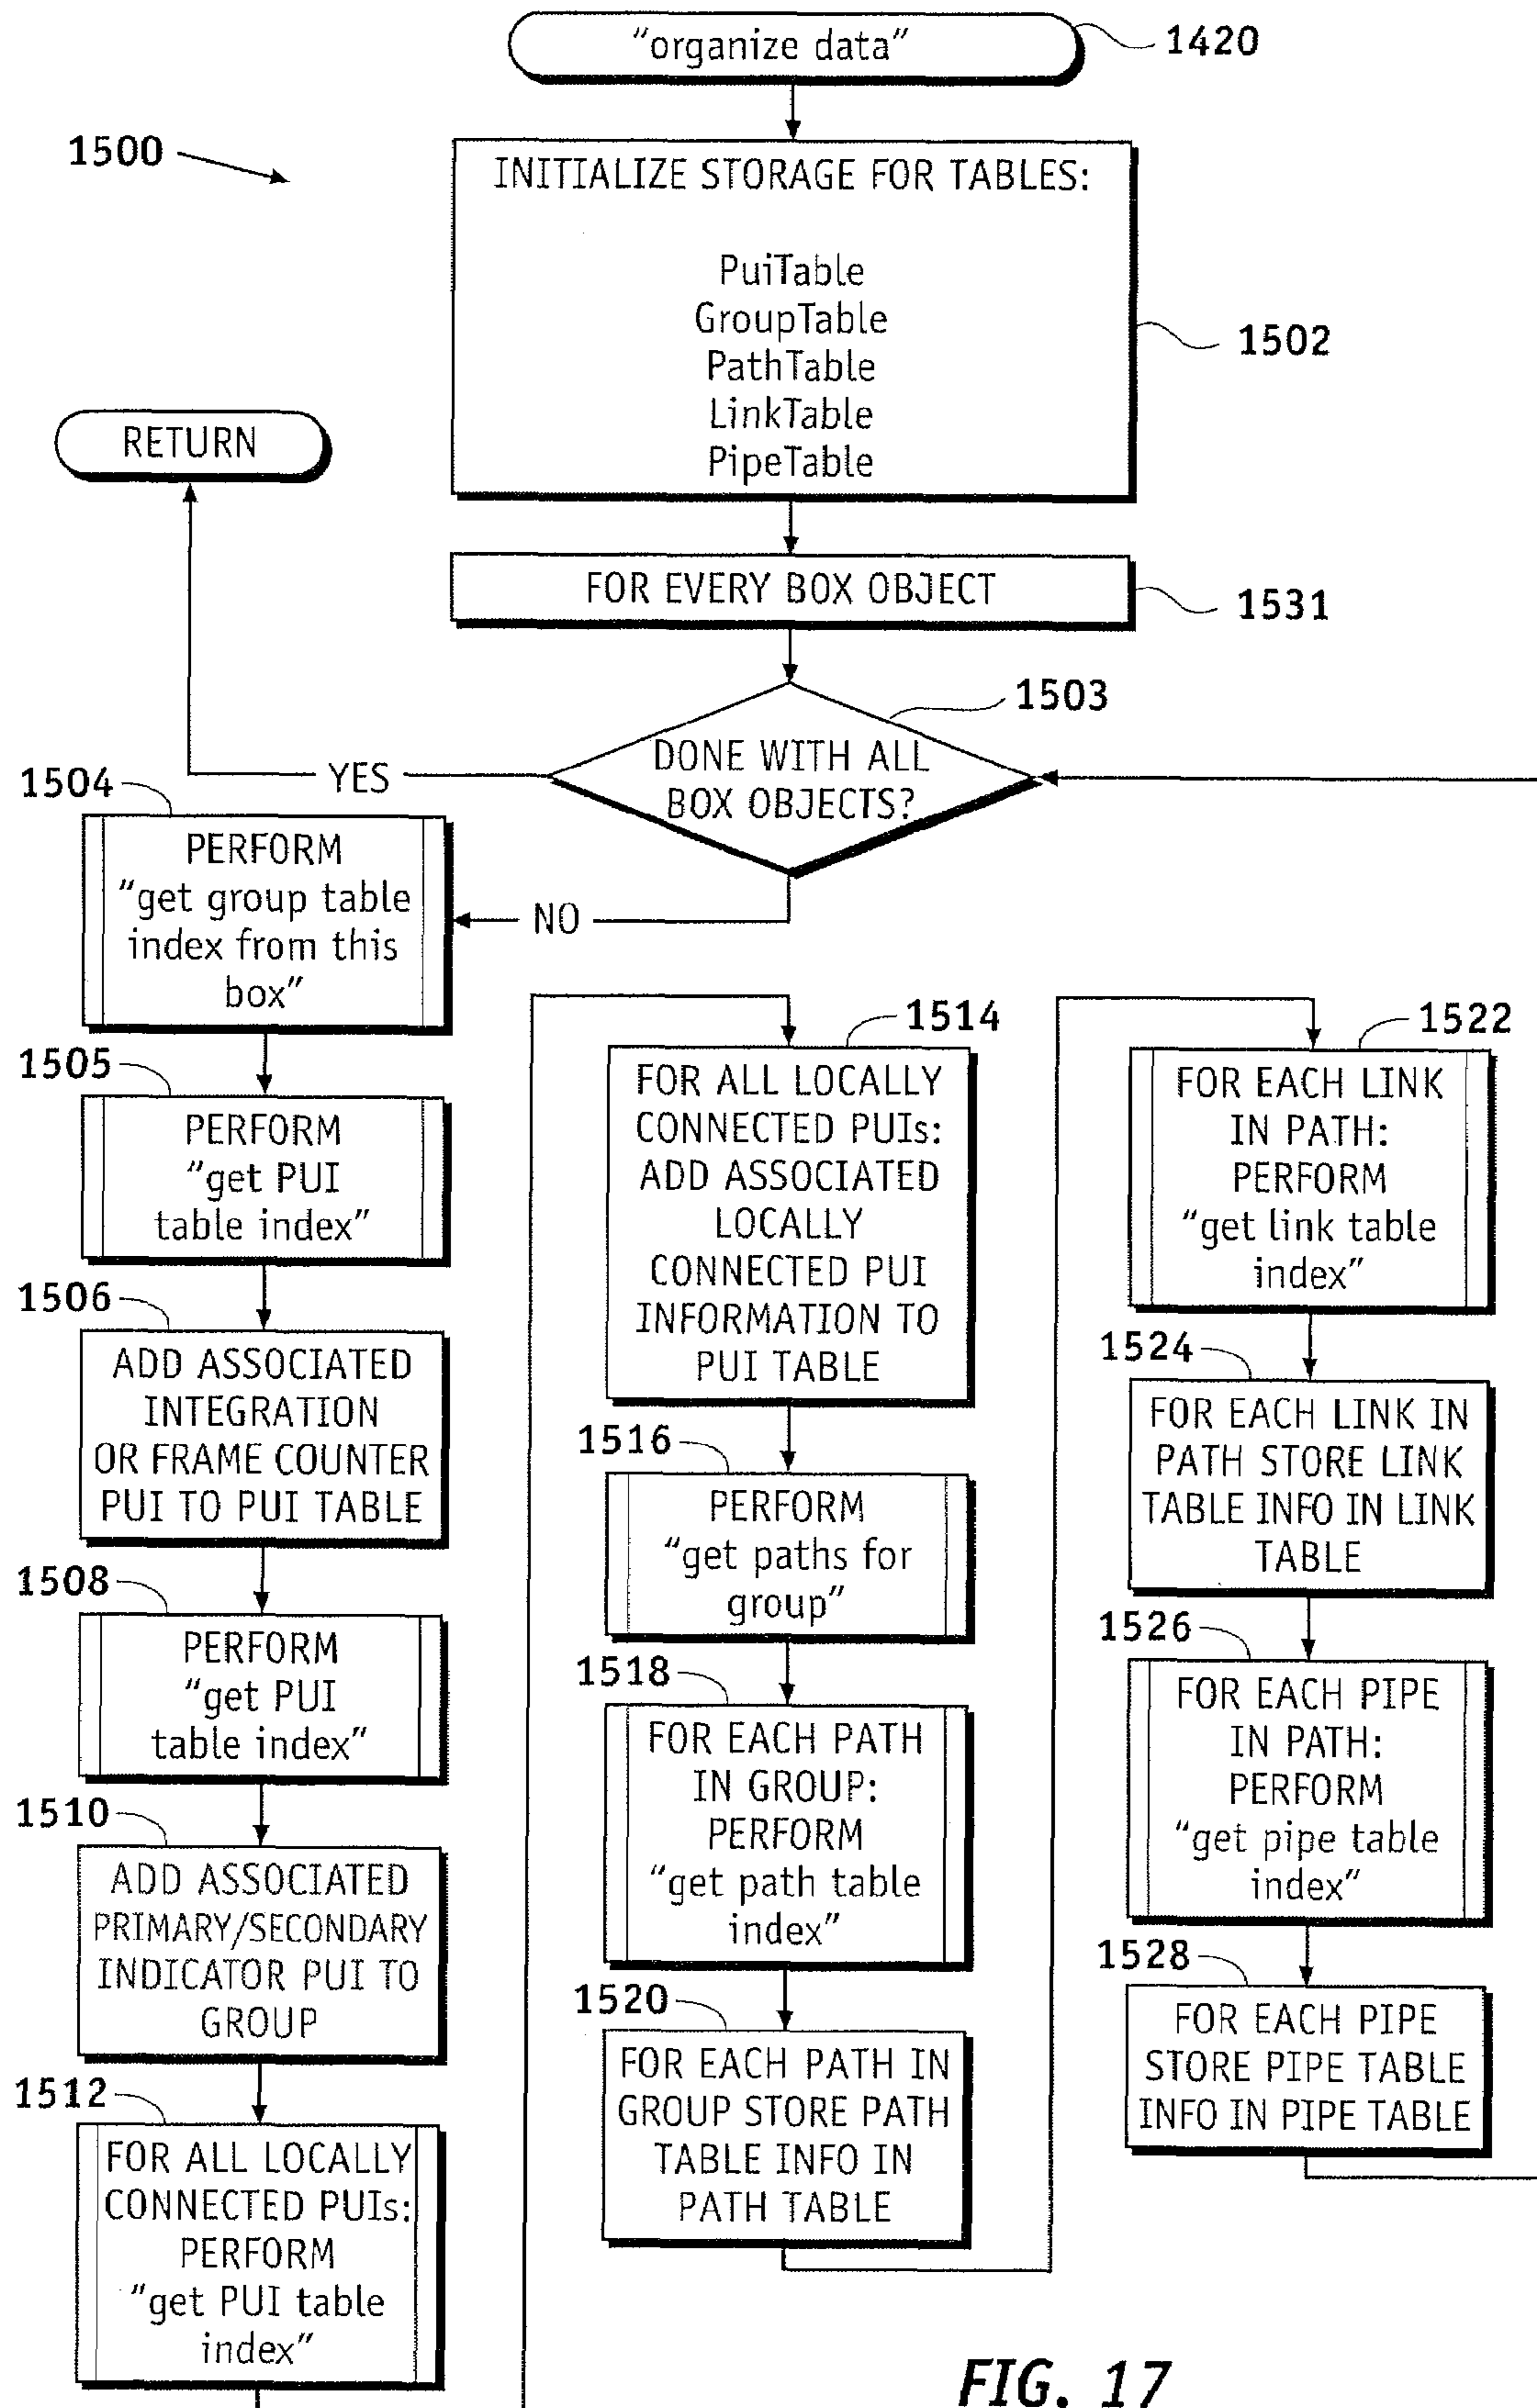 "organize data"
1420
1500
INITIALIZE STORAGE FOR TABLES:
PuiTable
GroupTable
PathTable
LinkTable
PipeTable
1502
RETURN
FOR EVERY BOX OBJECT
1531
1503
DONE WITH ALL
BOX OBJECTS?
YES
NO
1504
PERFORM
"get group table
index from this
box"
1505
PERFORM
"get PUI
table index"
1506
ADD ASSOCIATED
INTEGRATION
OR FRAME COUNTER
PUI TO PUI TABLE
1508
PERFORM
"get PUI
table index"
1510
ADD ASSOCIATED
PRIMARY/SECONDARY
INDICATOR PUI TO
GROUP
1512
FOR ALL LOCALLY
CONNECTED PUIs:
PERFORM
"get PUI table
index"
1514
FOR ALL LOCALLY
CONNECTED PUIs:
ADD ASSOCIATED
LOCALLY
CONNECTED PUI
INFORMATION TO
PUI TABLE
1516
PERFORM
"get paths for
group"
1518
FOR EACH PATH
IN GROUP:
PERFORM
"get path table
index"
1520
FOR EACH PATH IN
GROUP STORE PATH
TABLE INFO IN
PATH TABLE
1522
FOR EACH LINK
IN PATH:
PERFORM
"get link table
index"
1524
FOR EACH LINK IN
PATH STORE LINK
TABLE INFO IN LINK
TABLE
1526
FOR EACH PIPE
IN PATH:
PERFORM
"get pipe table
index"
1528
FOR EACH PIPE
STORE PIPE TABLE
INFO IN PIPE TABLE
FIG. 17